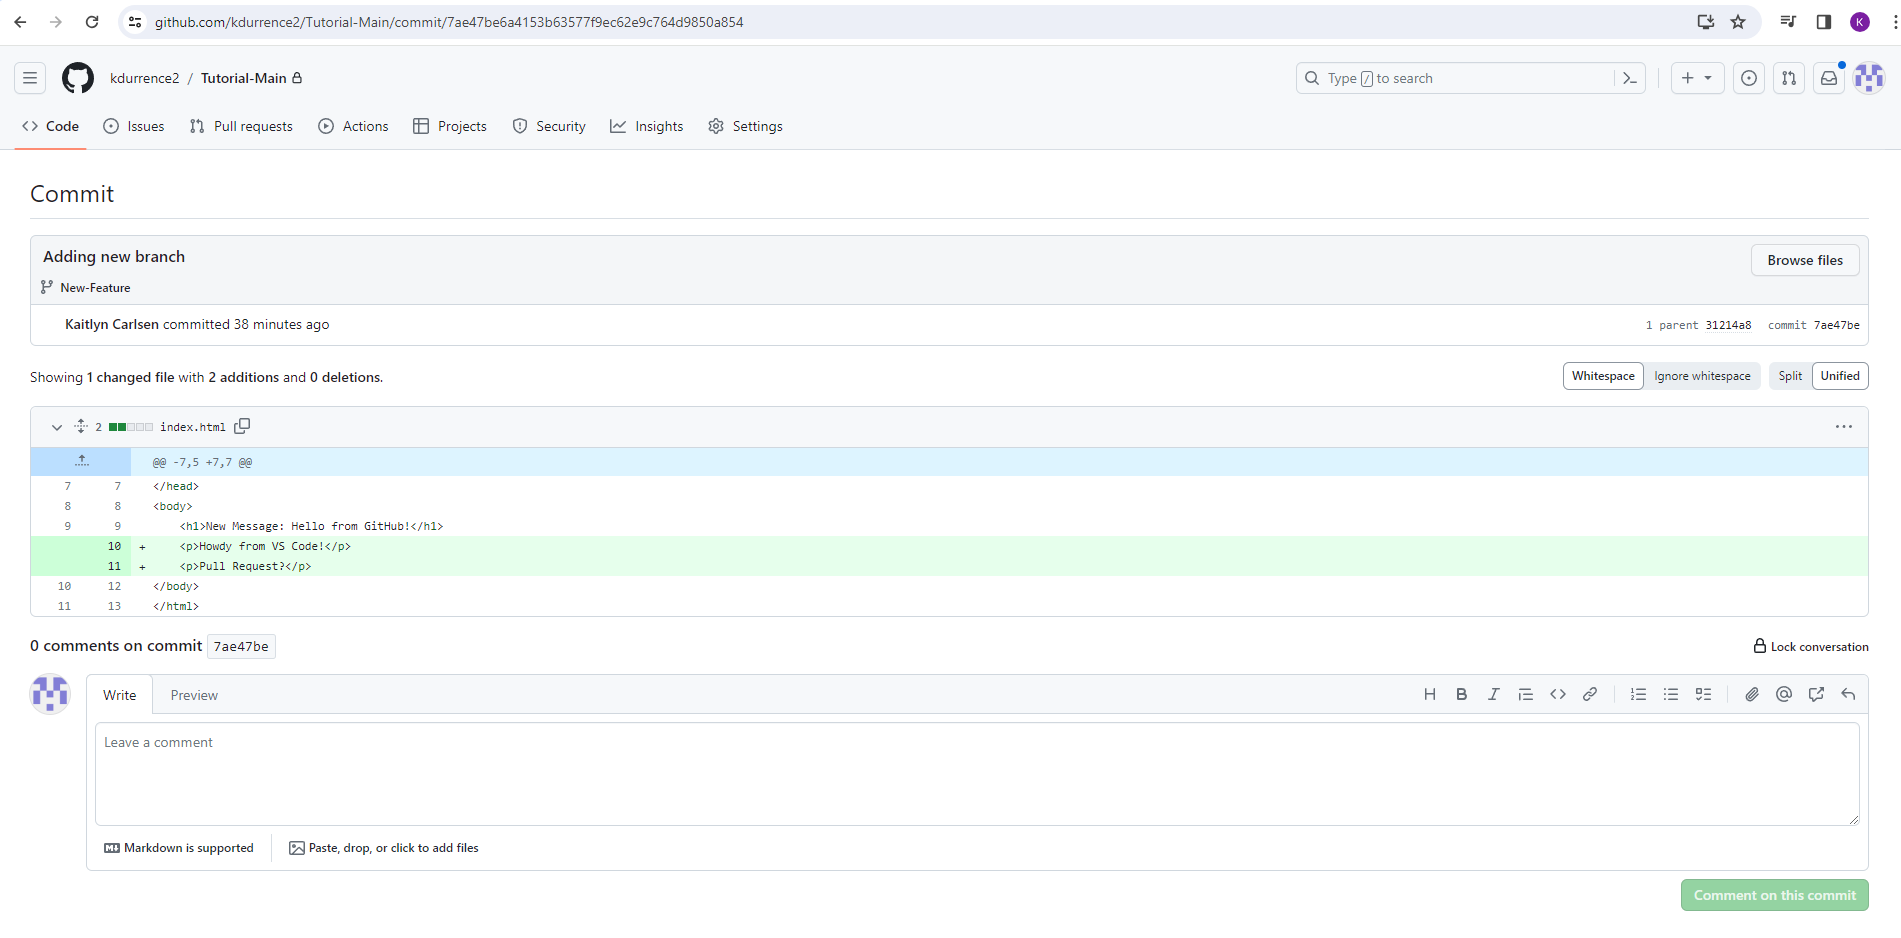 github.com/kdurrence2/Tutorial-Main/commit/7ae47be6a4153b63577f9ec62e9c764d9850a854
K
kdurrence2 / Tutorial-Main
Type / to search
Code Issues Pull requests Actions Projects Security Insights Settings
Commit
Adding new branch
Browse files
New-Feature
Kaitlyn Carlsen committed 38 minutes ago
1 parent 31214a8 commit 7ae47be
Showing 1 changed file with 2 additions and 0 deletions.
Whitespace Ignore whitespace Split Unified
2 index.html
@@ -7,5 +7,7 @@
7 7 </head>
8 8 <body>
9 9 <h1>New Message: Hello from GitHub!</h1>
10 + <p>Howdy from VS Code!</p>
11 + <p>Pull Request?</p>
10 12 </body>
11 13 </html>
0 comments on commit 7ae47be
Lock conversation
Write Preview
Leave a comment
Markdown is supported
Paste, drop, or click to add files
Comment on this commit